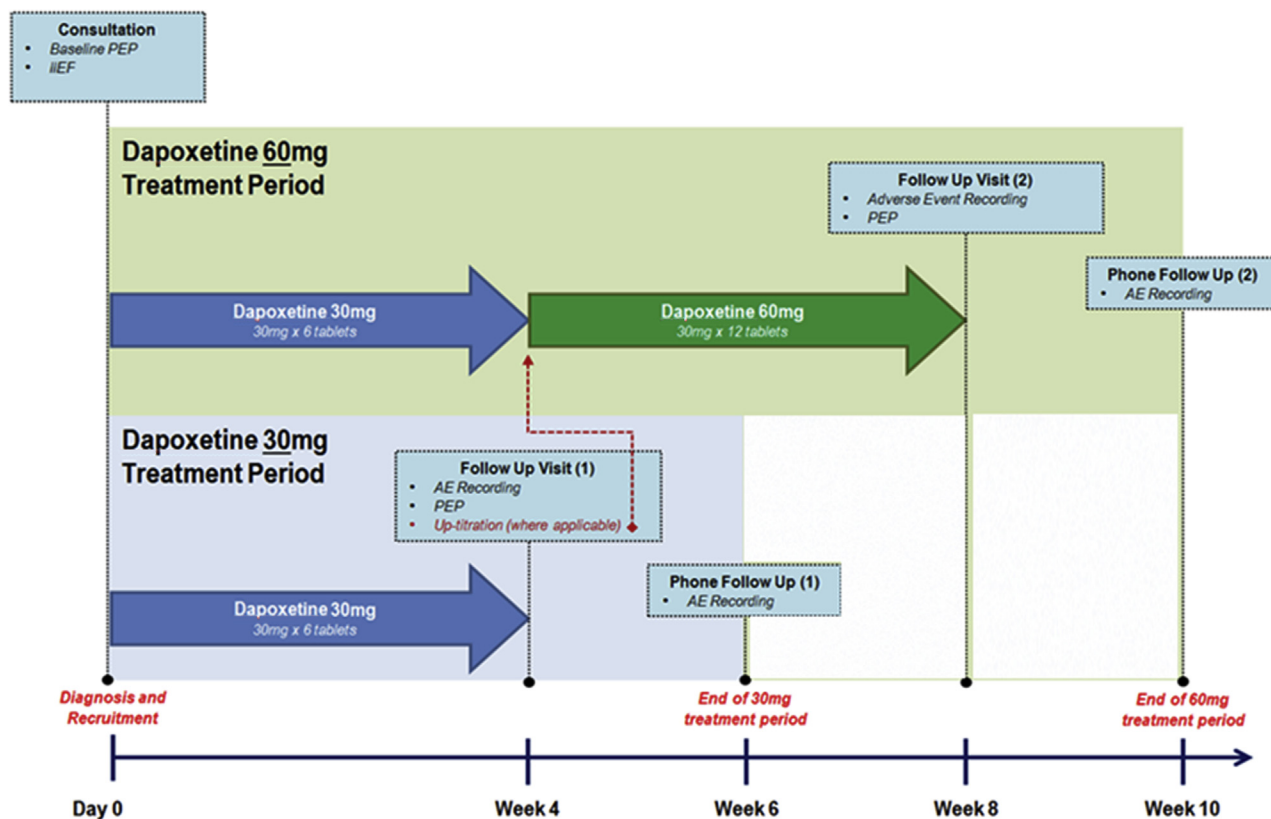 Consultation
• Baseline PEP
• IIEF
Dapoxetine 60mg
Treatment Period
Follow Up Visit (2)
• Adverse Event Recording
• PEP
Phone Follow Up (2)
• AE Recording
Dapoxetine 30mg
30mg x 6 tablets
Dapoxetine 60mg
30mg x 12 tablets
Dapoxetine 30mg
Treatment Period
Follow Up Visit (1)
• AE Recording
• PEP
• Up-titration (where applicable)
Phone Follow Up (1)
• AE Recording
Dapoxetine 30mg
30mg x 6 tablets
Diagnosis and
Recruitment
End of 30mg
treatment period
End of 60mg
treatment period
Day 0
Week 4
Week 6
Week 8
Week 10